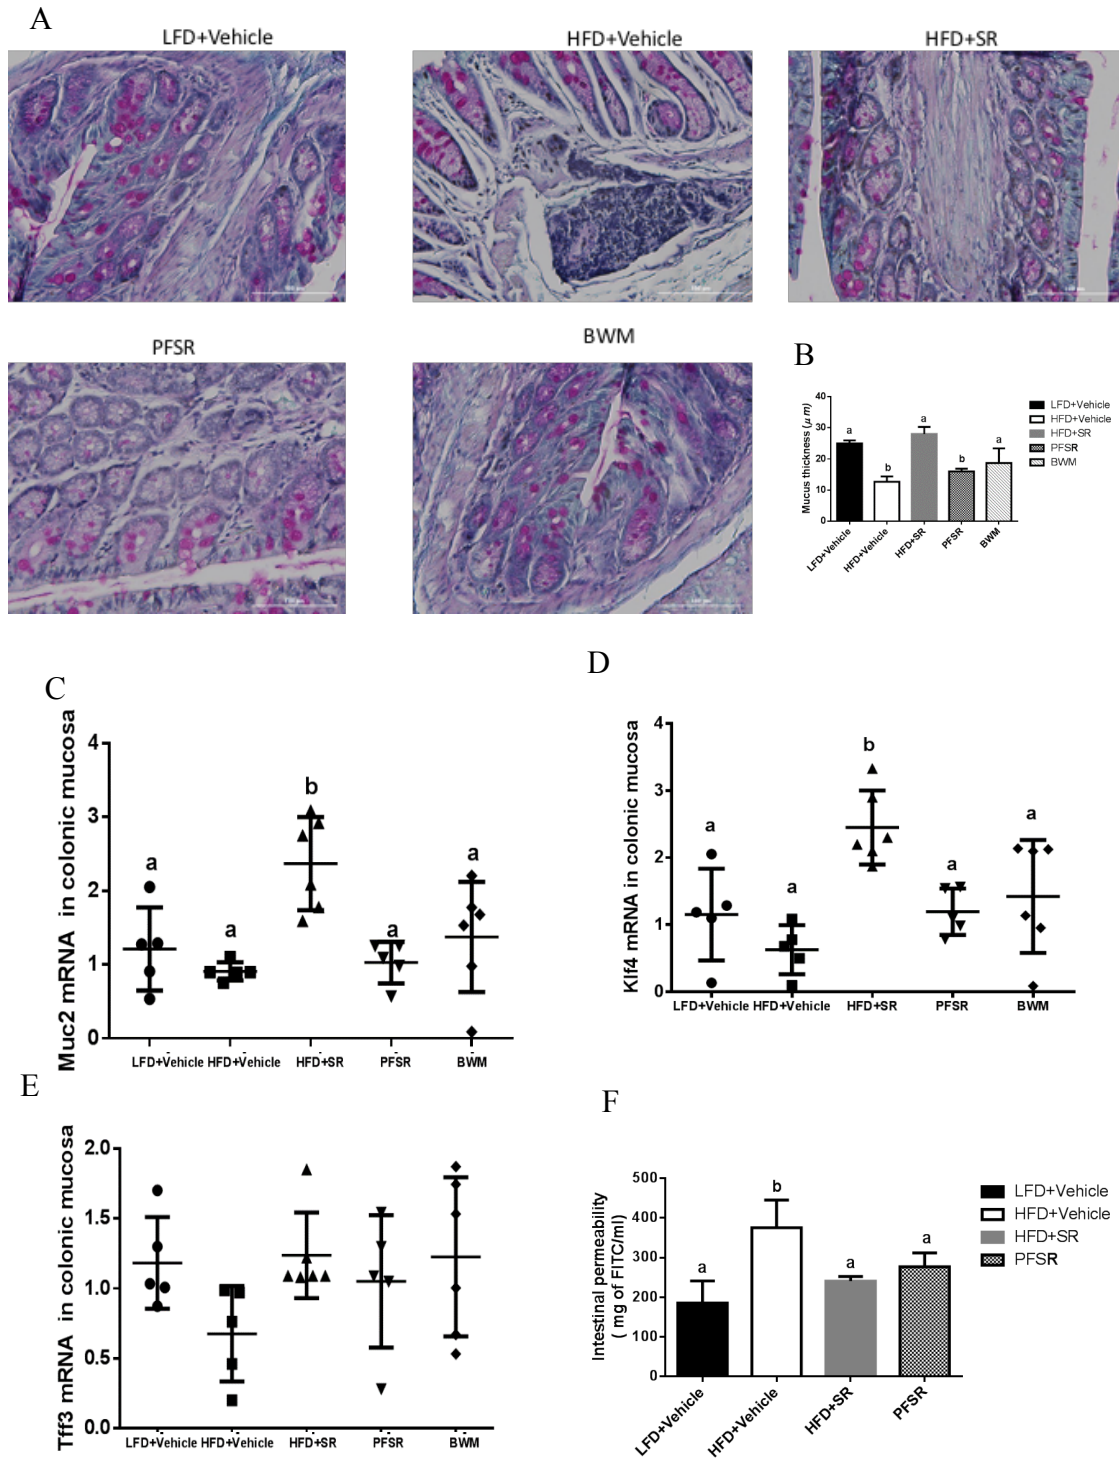 A
LFD+Vehicle
HFD+Vehicle
HFD+SR
PFSR
BWM
B
Mucus thickness (μm)
40
30
20
10
0
a
b
a
b
a
LFD+Vehicle
HFD+Vehicle
HFD+SR
PFSR
BWM
LFD+Vehicle
HFD+Vehicle
HFD+SR
PFSR
BWM
C
Muc2 mRNA in colonic mucosa
4
3
2
1
0
a
a
b
a
a
LFD+Vehicle
HFD+Vehicle
HFD+SR
PFSR
BWM
D
Klf4 mRNA in colonic mucosa
4
3
2
1
0
a
a
b
a
a
LFD+Vehicle
HFD+Vehicle
HFD+SR
PFSR
BWM
E
Tff3 mRNA in colonic mucosa
2.0
1.5
1.0
0.5
0.0
LFD+Vehicle
HFD+Vehicle
HFD+SR
PFSR
BWM
F
Intestinal permeability
( mg of FITC/ml)
500
400
300
200
100
0
a
b
a
a
LFD+Vehicle
HFD+Vehicle
HFD+SR
PFSR
LFD+Vehicle
HFD+Vehicle
HFD+SR
PFSR